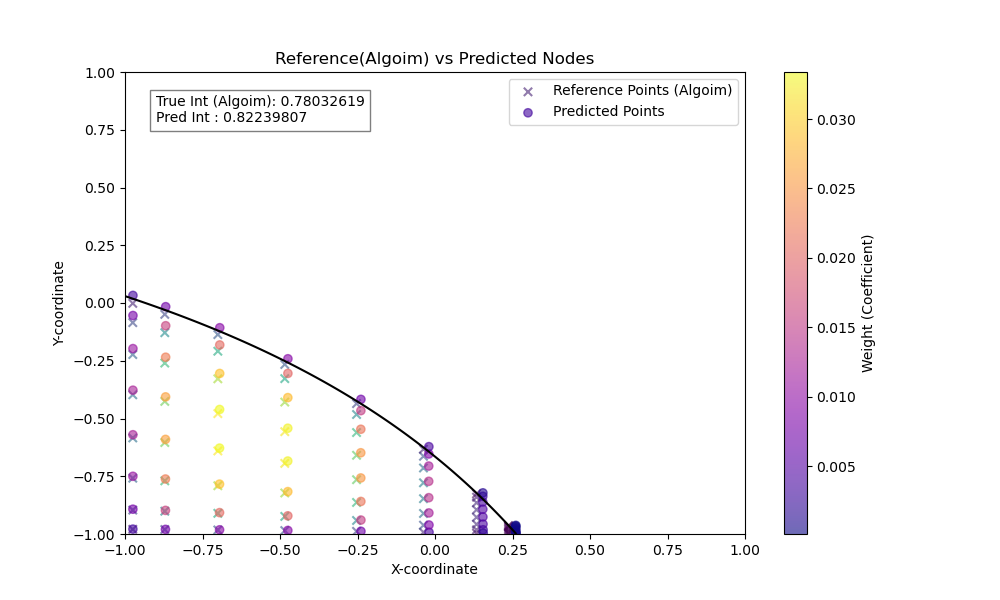 Reference(Algoim) vs Predicted Nodes
True Int (Algoim): 0.78032619
Pred Int : 0.82239807
Reference Points (Algoim)
Predicted Points
1.00
0.75
0.50
0.25
0.00
−0.25
−0.50
−0.75
−1.00
Y-coordinate
−1.00 −0.75 −0.50 −0.25 0.00 0.25 0.50 0.75 1.00
X-coordinate
0.030
0.025
0.020
0.015
0.010
0.005
Weight (Coefficient)